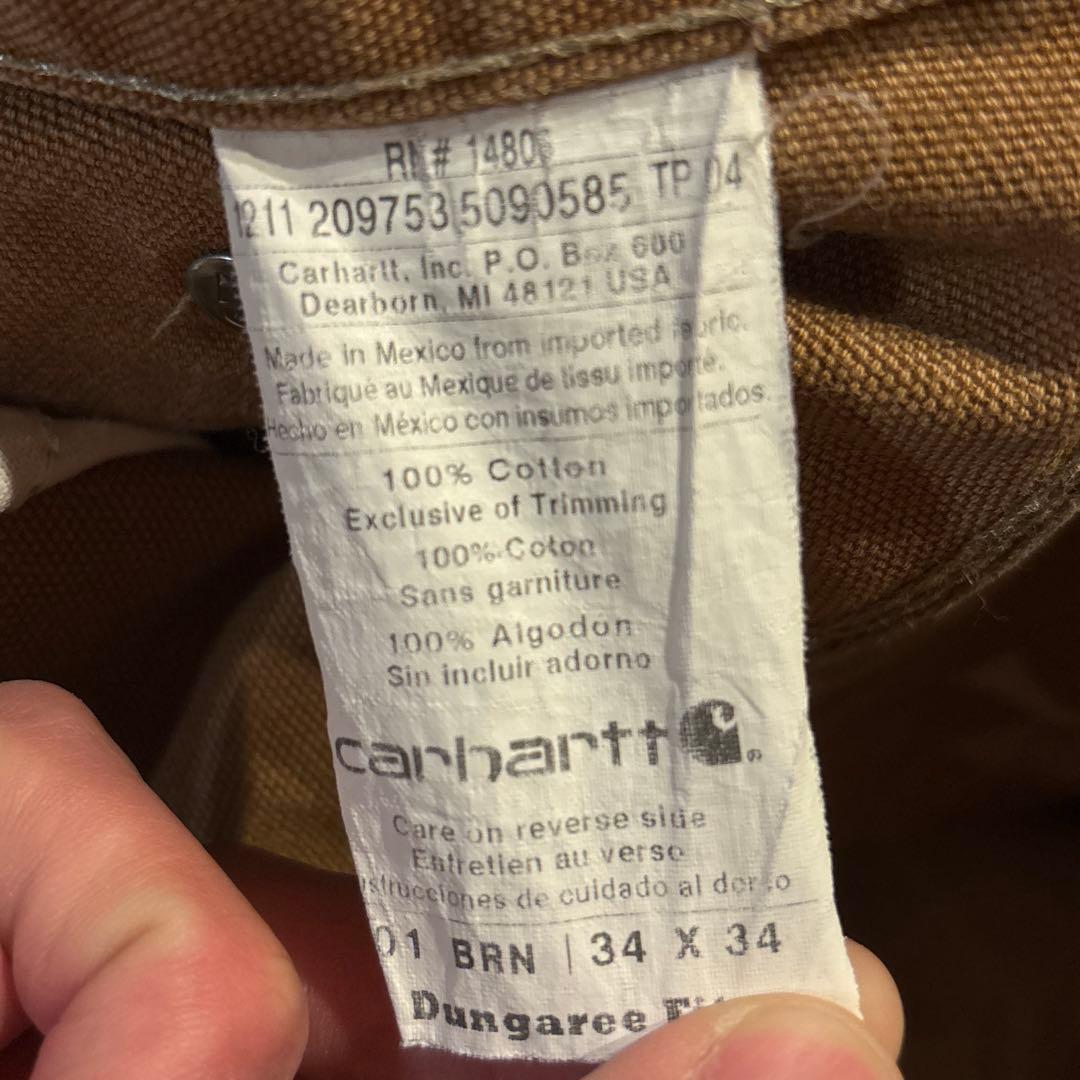 RN# 14806
1211 209753 5090585 TP 04
Carhartt, Inc. P.O. Box 600
Dearborn, MI 48121 USA
Made in Mexico from imported fabric.
Fabriqué au Mexique de tissu importé.
Hecho en México con insumos importados.
100% Cotton
Exclusive of Trimming
100% Coton
Sans garniture
100% Algodon
Sin incluir adorno
carhartt
Care on reverse side
Entretien au verso
de cuidado al dorso
01 BRN | 34 X 34
Dungaree